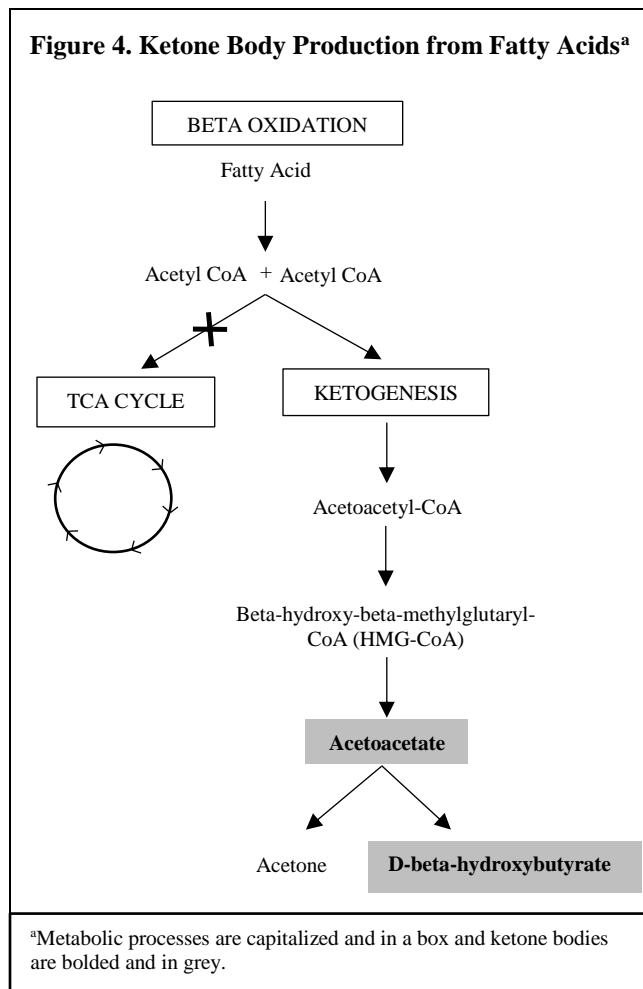 Figure 4. Ketone Body Production from Fatty Acidsᵃ
BETA OXIDATION
Fatty Acid
Acetyl CoA + Acetyl CoA
TCA CYCLE
KETOGENESIS
Acetoacetyl-CoA
Beta-hydroxy-beta-methylglutaryl-
CoA (HMG-CoA)
Acetoacetate
Acetone
D-beta-hydroxybutyrate
ᵃMetabolic processes are capitalized and in a box and ketone bodies
are bolded and in grey.